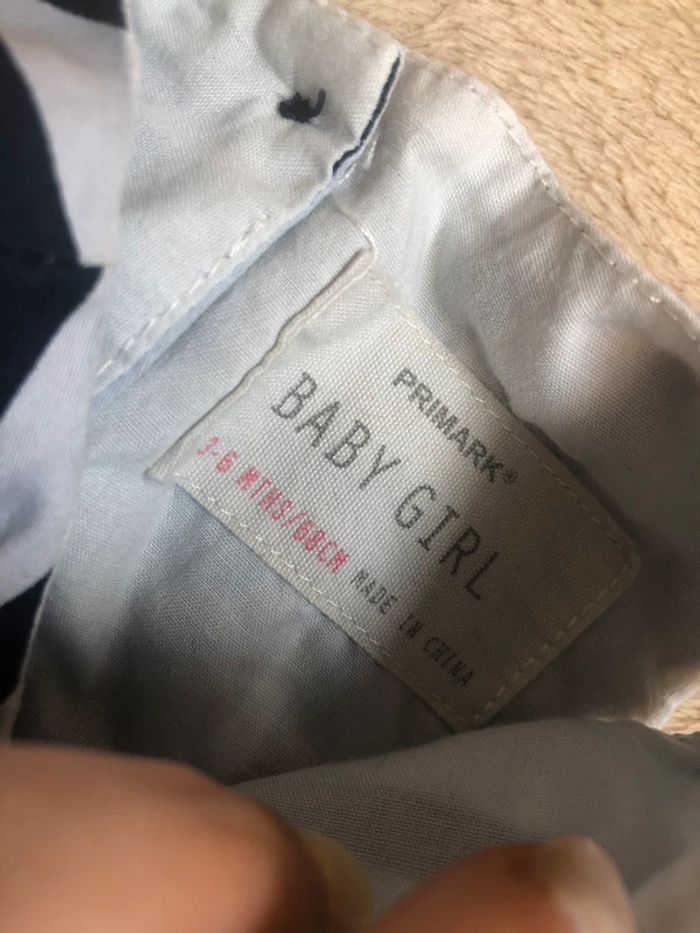 PRIMARK®
BABY GIRL
3-6 MTHS/68CM MADE IN CHINA